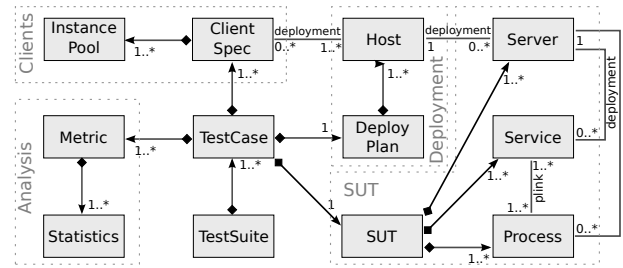 Clients
Instance
Pool
1..*
Client
Spec
deployment
0..*
1..*
Host
1
deployment
0..*
Server
1
1..*
1..*
1..*
deployment
Deployment
Analysis
Metric
1..*
TestCase
1
Deploy
Plan
Service
0..*
1..*
1..*
1..*
plink
SUT
1..*
1
1..*
Statistics
TestSuite
SUT
1..*
Process
0..*